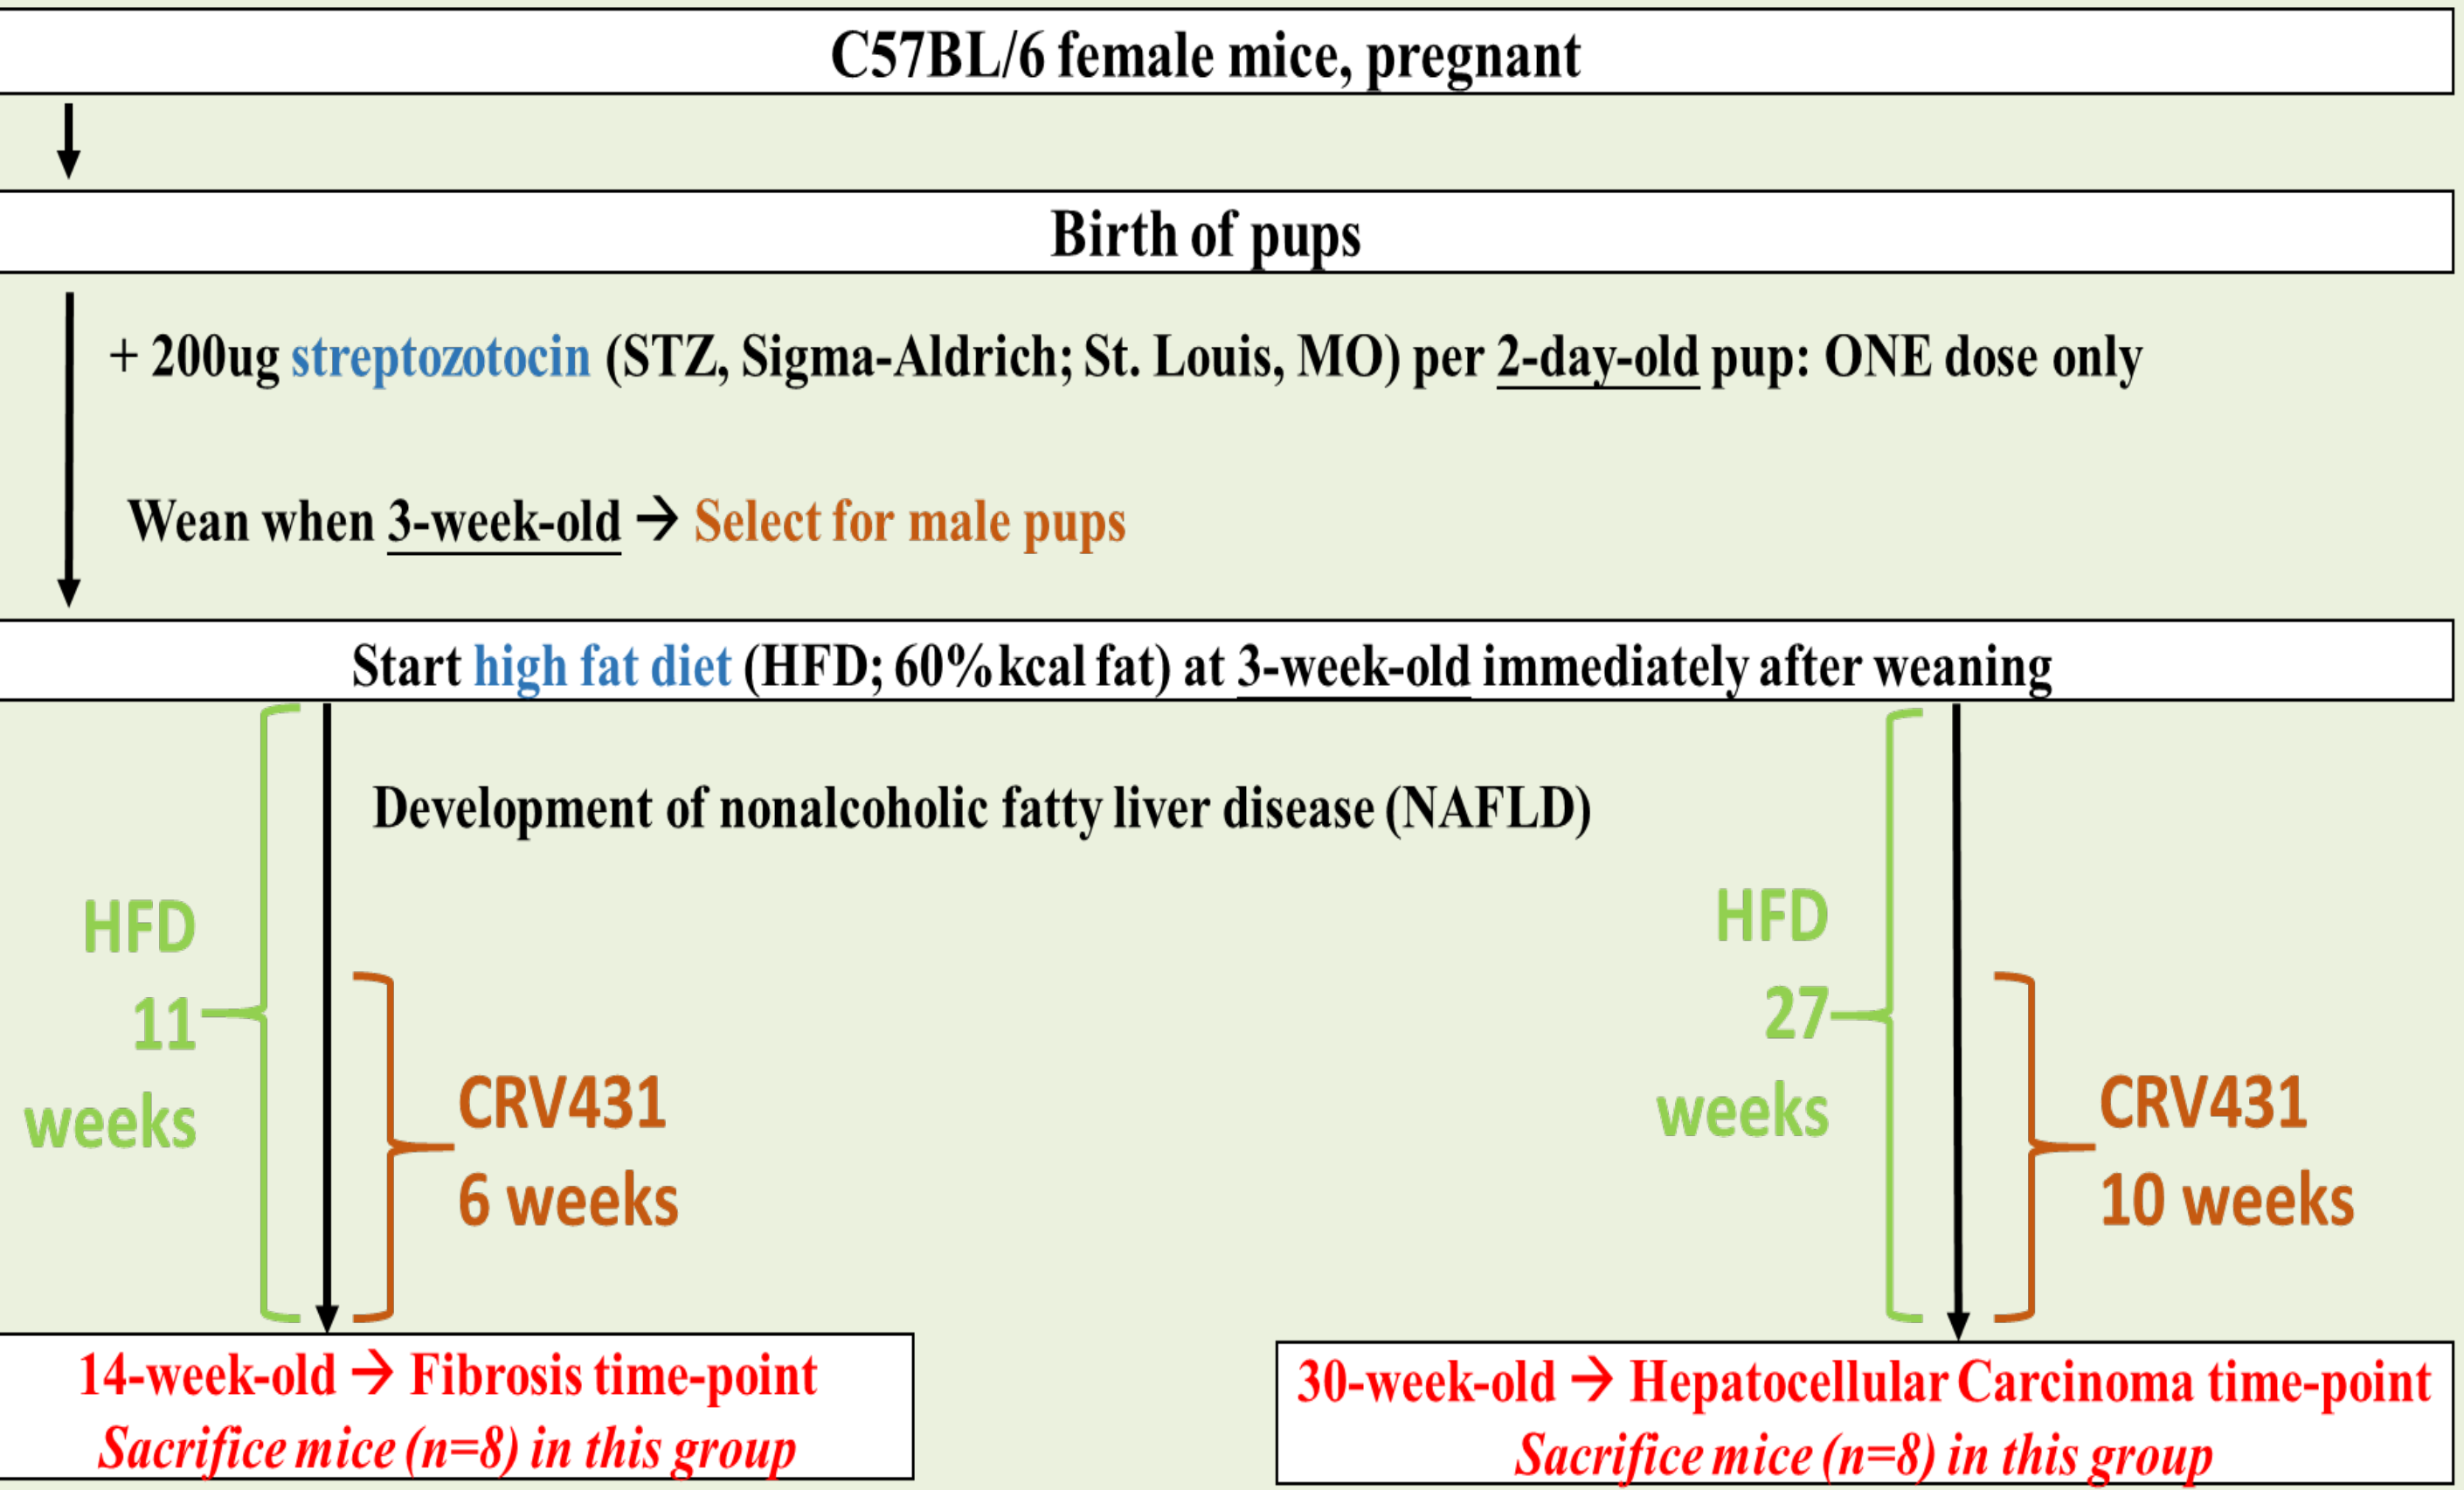 C57BL/6 female mice, pregnant
Birth of pups
+ 200ug streptozotocin (STZ, Sigma-Aldrich; St. Louis, MO) per 2-day-old pup: ONE dose only
Wean when 3-week-old → Select for male pups
Start high fat diet (HFD; 60% kcal fat) at 3-week-old immediately after weaning
Development of nonalcoholic fatty liver disease (NAFLD)
HFD
11
weeks
CRV431
6 weeks
HFD
27
weeks
CRV431
10 weeks
14-week-old → Fibrosis time-point
Sacrifice mice (n=8) in this group
30-week-old → Hepatocellular Carcinoma time-point
Sacrifice mice (n=8) in this group